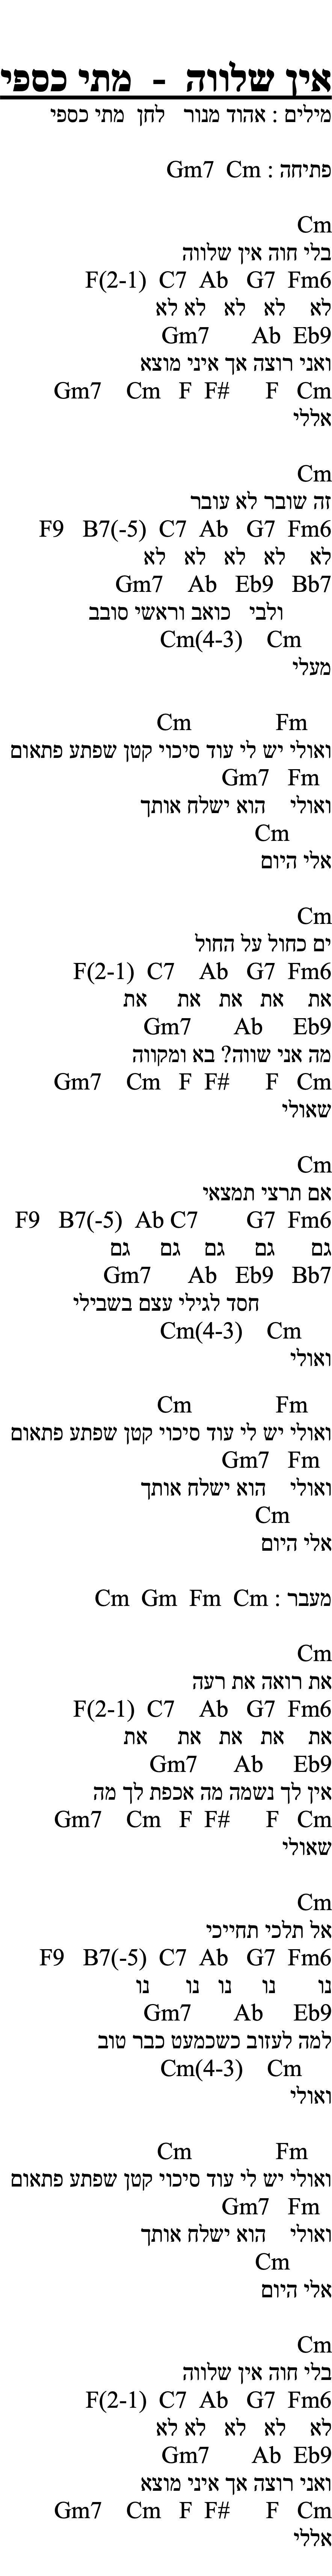 אין שלווה - מתי כספי
מילים : אהוד מנור לחן מתי כספי
פתיחה : Gm7 Cm
Cm
בלי חוה אין שלווה
F(2-1) C7 Ab G7 Fm6
לא לא לא לא לא
Gm7 Ab Eb9
ואני רוצה אך איני מוצא
Gm7 Cm F F# F Cm
אללי
Cm
זה שובר לא עובר
F9 B7(-5) C7 Ab G7 Fm6
לא לא לא לא לא
Gm7 Ab Eb9 Bb7
ולבי כואב וראשי סובב
Cm(4-3) Cm
מעלי
Cm Fm
ואולי יש לי עוד סיכוי קטן שפתע פתאום
Gm7 Fm
ואולי הוא ישלח אותך
Cm
אלי היום
Cm
ים כחול על החול
F(2-1) C7 Ab G7 Fm6
את את את את את
Gm7 Ab Eb9
מה אני שווה? בא ומקווה
Gm7 Cm F F# F Cm
שאולי
Cm
אם תרצי תמצאי
F9 B7(-5) Ab C7 G7 Fm6
גם גם גם גם גם
Gm7 Ab Eb9 Bb7
חסד לגילי עצם בשבילי
Cm(4-3) Cm
ואולי
Cm Fm
ואולי יש לי עוד סיכוי קטן שפתע פתאום
Gm7 Fm
ואולי הוא ישלח אותך
Cm
אלי היום
מעבר : Cm Gm Fm Cm
Cm
את רואה את רעה
F(2-1) C7 Ab G7 Fm6
את את את את את
Gm7 Ab Eb9
אין לך נשמה מה אכפת לך מה
Gm7 Cm F F# F Cm
שאולי
Cm
אל תלכי תחייכי
F9 B7(-5) C7 Ab G7 Fm6
נו נו נו נו נו
Gm7 Ab Eb9
למה לעזוב כשכמעט כבר טוב
Cm(4-3) Cm
ואולי
Cm Fm
ואולי יש לי עוד סיכוי קטן שפתע פתאום
Gm7 Fm
ואולי הוא ישלח אותך
Cm
אלי היום
Cm
בלי חוה אין שלווה
F(2-1) C7 Ab G7 Fm6
לא לא לא לא לא
Gm7 Ab Eb9
ואני רוצה אך איני מוצא
Gm7 Cm F F# F Cm
אללי